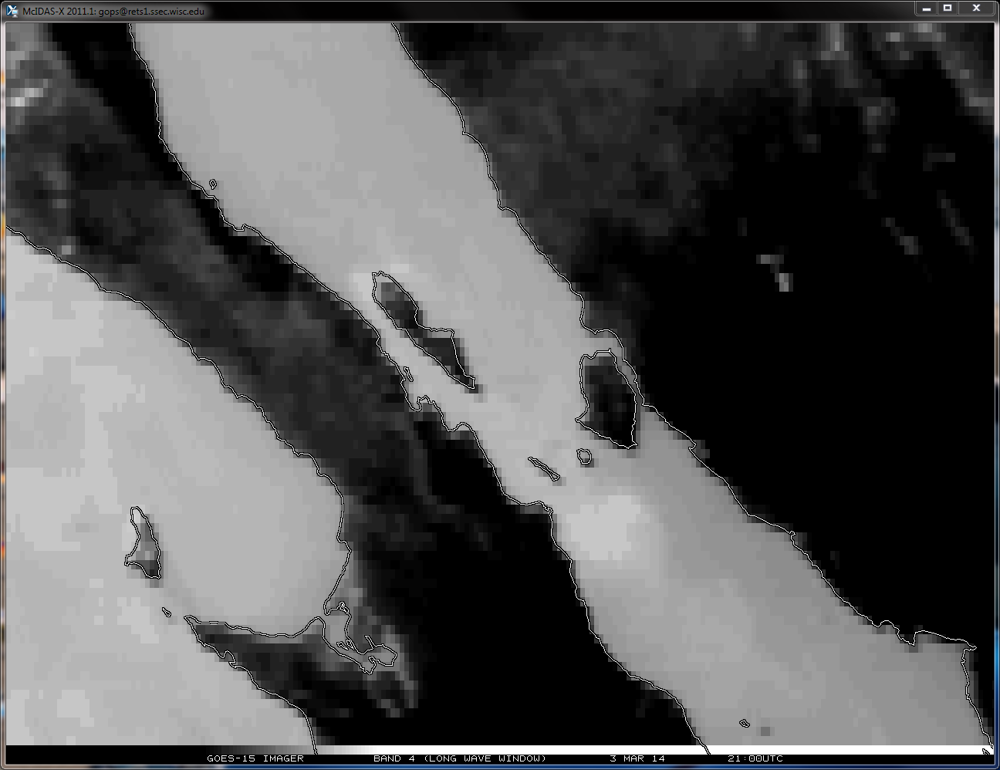 McIDAS-X 2011.1: gops@rets1.ssec.wisc.edu
GOES-15 IMAGER BAND 4 (LONG WAVE WINDOW) 3 MAR 14 21:00UTC